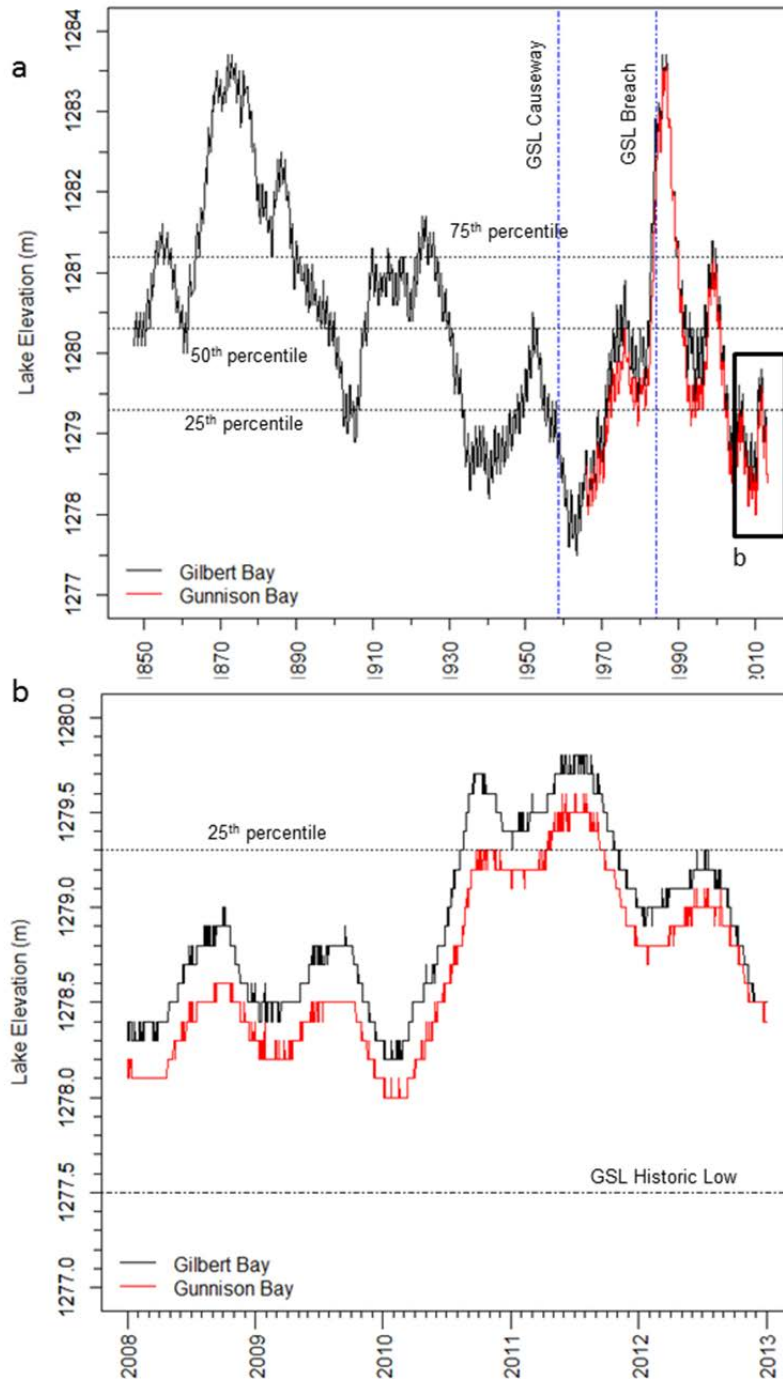 a
Lake Elevation (m)
1284
1283
1282
1281
1280
1279
1278
1277
GSL Causeway
GSL Breach
75th percentile
50th percentile
25th percentile
b
Gilbert Bay
Gunnison Bay
1850
1870
1890
1910
1930
1950
1970
1990
2010
b
Lake Elevation (m)
1280.0
1279.5
1279.0
1278.5
1278.0
1277.5
1277.0
25th percentile
GSL Historic Low
Gilbert Bay
Gunnison Bay
2008
2009
2010
2011
2012
2013